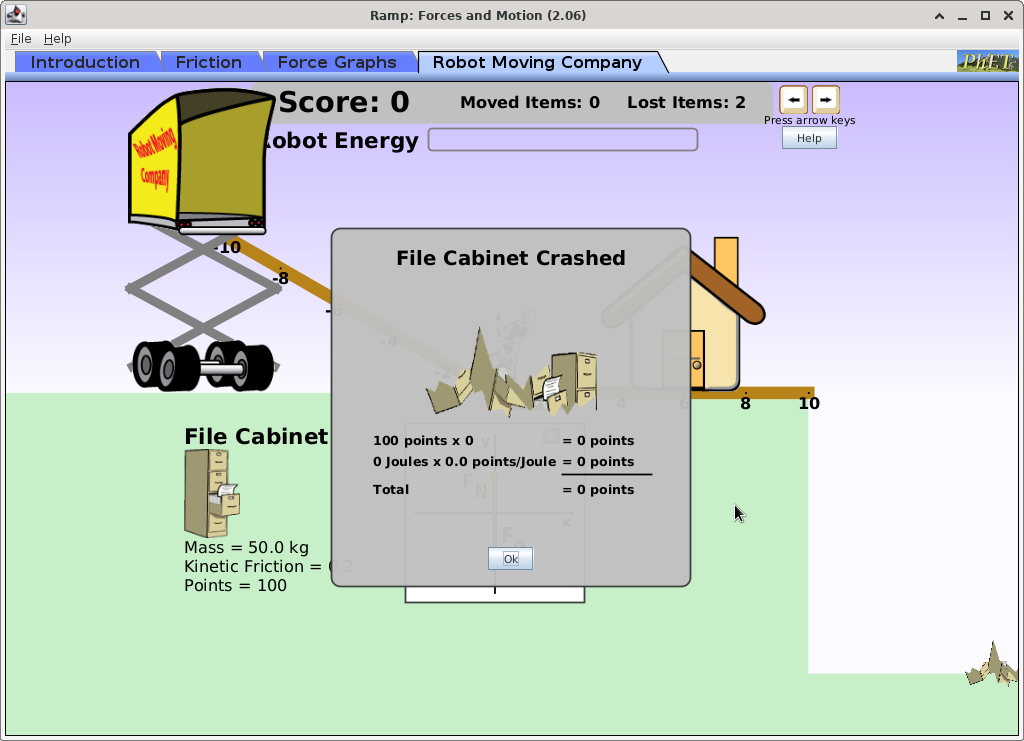 Ramp: Forces and Motion (2.06)
File Help
Introduction Friction Force Graphs Robot Moving Company
PhET
Score: 0 Moved Items: 0 Lost Items: 2
Press arrow keys
Robot Energy
Help
Robot Moving
Company
-10
-8
File Cabinet Crashed
-4
-2
4 6 8 10
File Cabinet
100 points x 0 = 0 points
0 Joules x 0.0 points/Joule = 0 points
Total = 0 points
y
F N
x
F
Mass = 50.0 kg
Kinetic Friction = 0.2
Points = 100
Ok